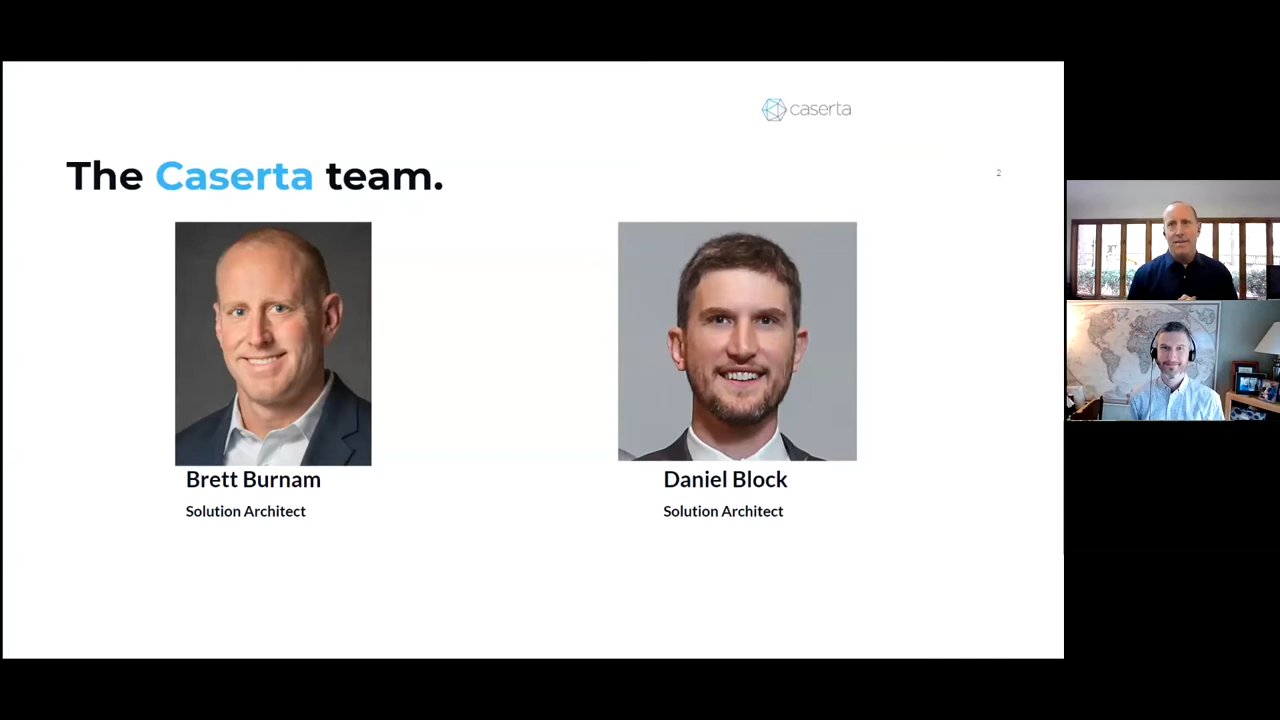 caserta
The Caserta team.
2
Brett Burnam
Daniel Block
Solution Architect
Solution Architect